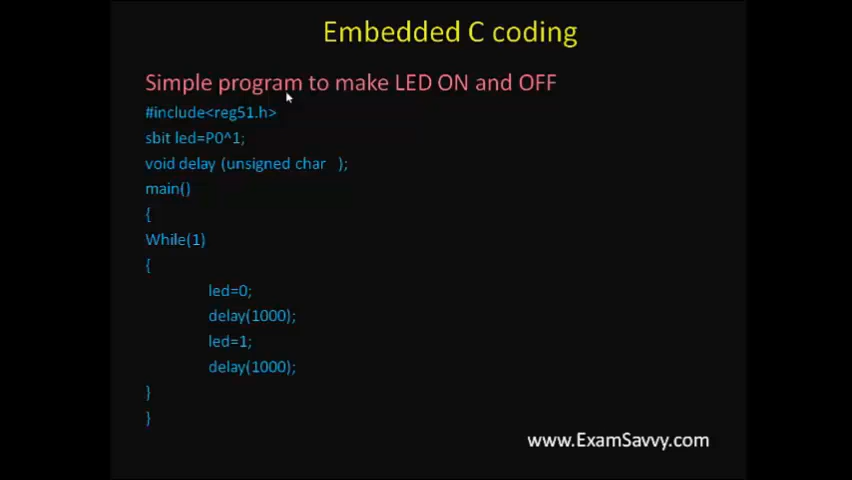 Embedded C coding
Simple program to make LED ON and OFF
#include<reg51.h>
sbit led=P0^1;
void delay (unsigned char   );
main()
{
While(1)
{
led=0;
delay(1000);
led=1;
delay(1000);
}
}
www.ExamSavvy.com